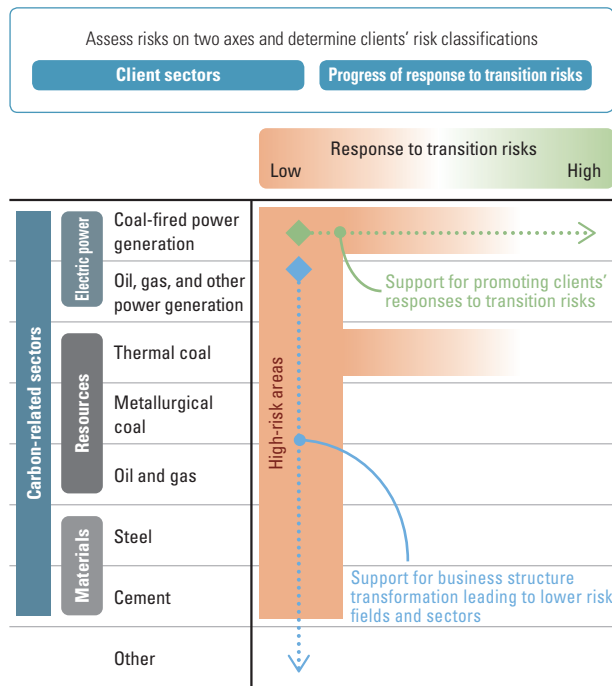 Assess risks on two axes and determine clients' risk classifications
Client sectors
Progress of response to transition risks
Response to transition risks
Low
High
Carbon-related sectors
Electric power
Coal-fired power
generation
Oil, gas, and other
power generation
Support for promoting clients'
responses to transition risks
Resources
Thermal coal
Metallurgical
coal
Oil and gas
High-risk areas
Materials
Steel
Cement
Support for business structure
transformation leading to lower risk
fields and sectors
Other